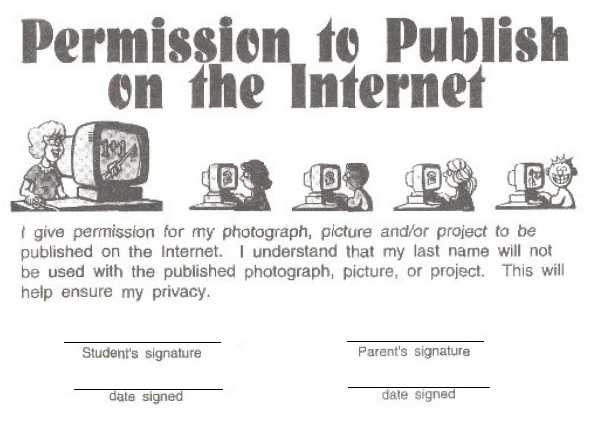 Permission to Publish
on the Internet
1+1
I give permission for my photograph, picture and/or project to be
published on the Internet. I understand that my last name will not
be used with the published photograph, picture, or project. This will
help ensure my privacy.
Student's signature
Parent's signature
date signed
date signed